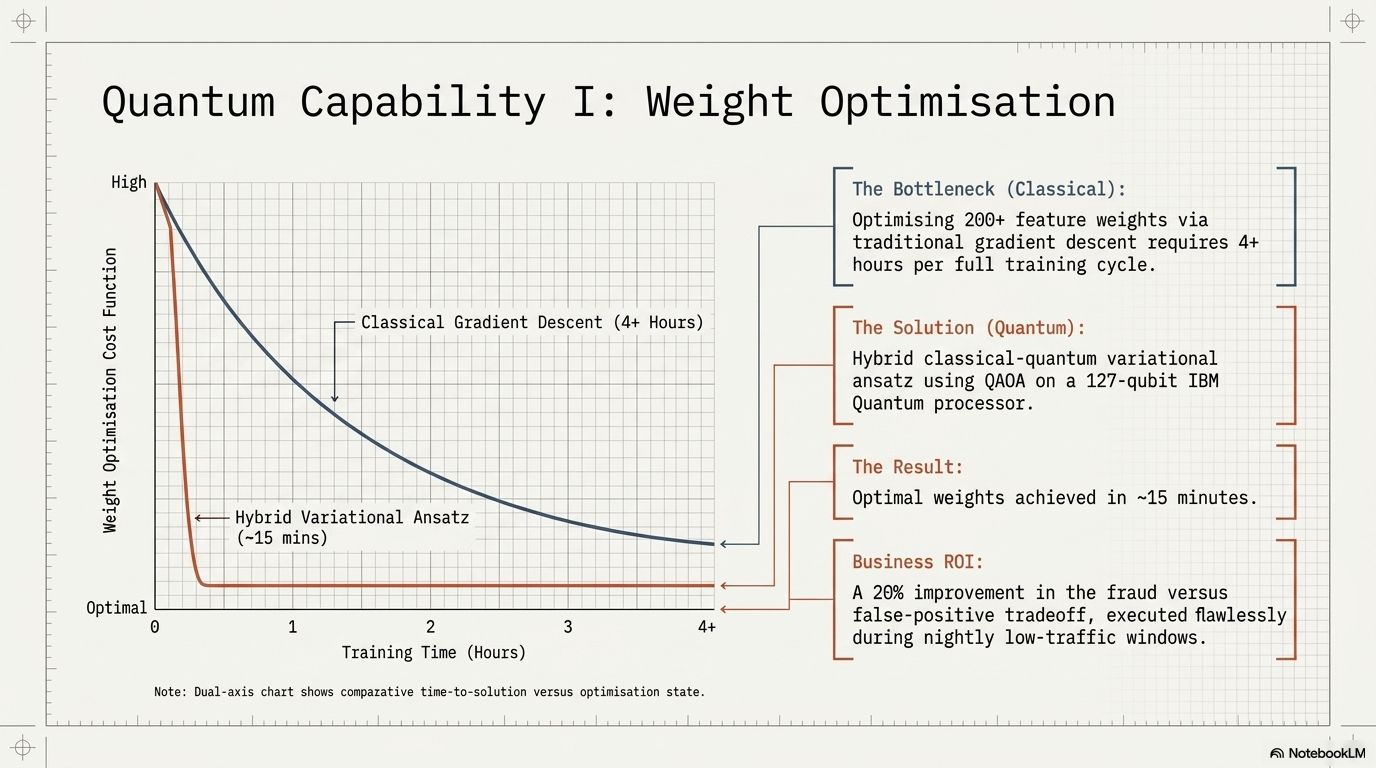 Quantum Capability I: Weight Optimisation
High
Weight Optimisation Cost Function
Classical Gradient Descent (4+ Hours)
Hybrid Variational Ansatz
(~15 mins)
Optimal
0
1
2
3
4+
Training Time (Hours)
Note: Dual-axis chart shows comparative time-to-solution versus optimisation state.
The Bottleneck (Classical):
Optimising 200+ feature weights via
traditional gradient descent requires 4+
hours per full training cycle.
The Solution (Quantum):
Hybrid classical-quantum variational
ansatz using QAOA on a 127-qubit IBM
Quantum processor.
The Result:
Optimal weights achieved in ~15 minutes.
Business ROI:
A 20% improvement in the fraud versus
false-positive tradeoff, executed flawlessly
during nightly low-traffic windows.
NotebookLM